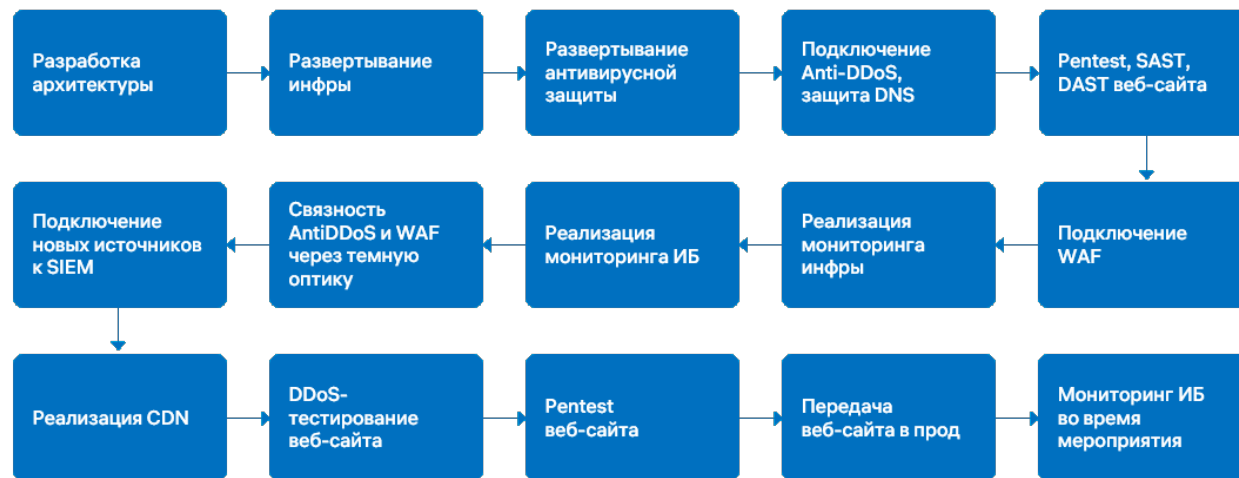 Разработка
архитектуры
Развертывание
инфры
Развертывание
антивирусной
защиты
Подключение
Anti-DDoS,
защита DNS
Pentest, SAST,
DAST веб-сайта
Подключение
WAF
Реализация
мониторинга
инфры
Реализация
мониторинга ИБ
Связность
AntiDDoS и WAF
через темную
оптику
Подключение
новых источников
к SIEM
Реализация CDN
DDoS-
тестирование
веб-сайта
Pentest
веб-сайта
Передача
веб-сайта в прод
Мониторинг ИБ
во время
мероприятия